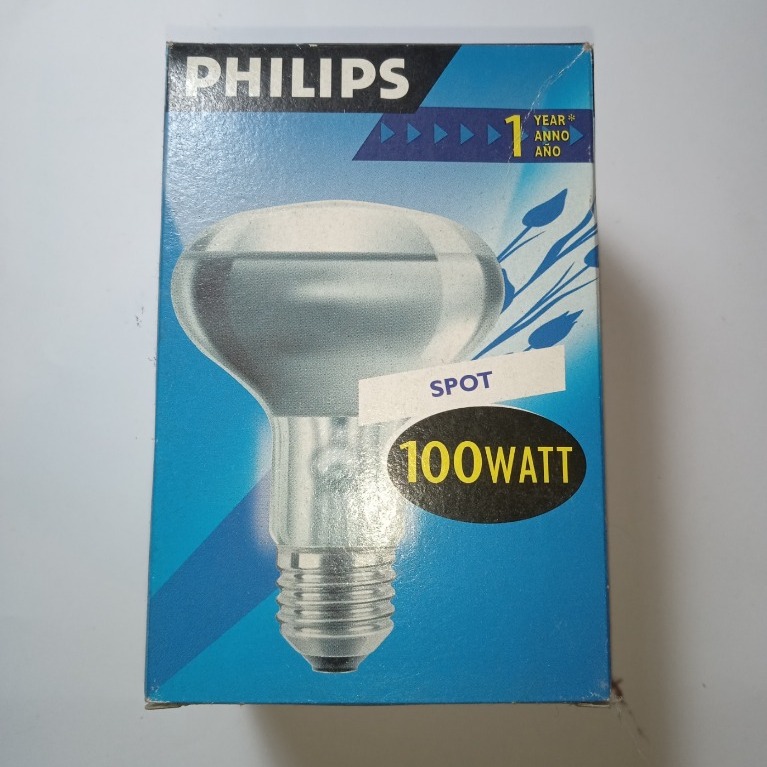 PHILIPS
1 YEAR*
ANNO
AÑO
SPOT
100WATT